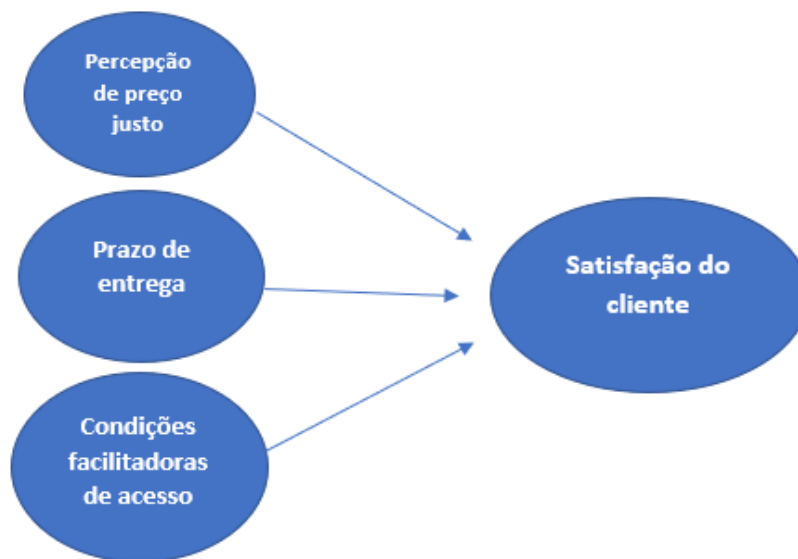 Percepção
de preço
justo
Prazo de
entrega
Condições
facilitadoras
de acesso
Satisfação do
cliente